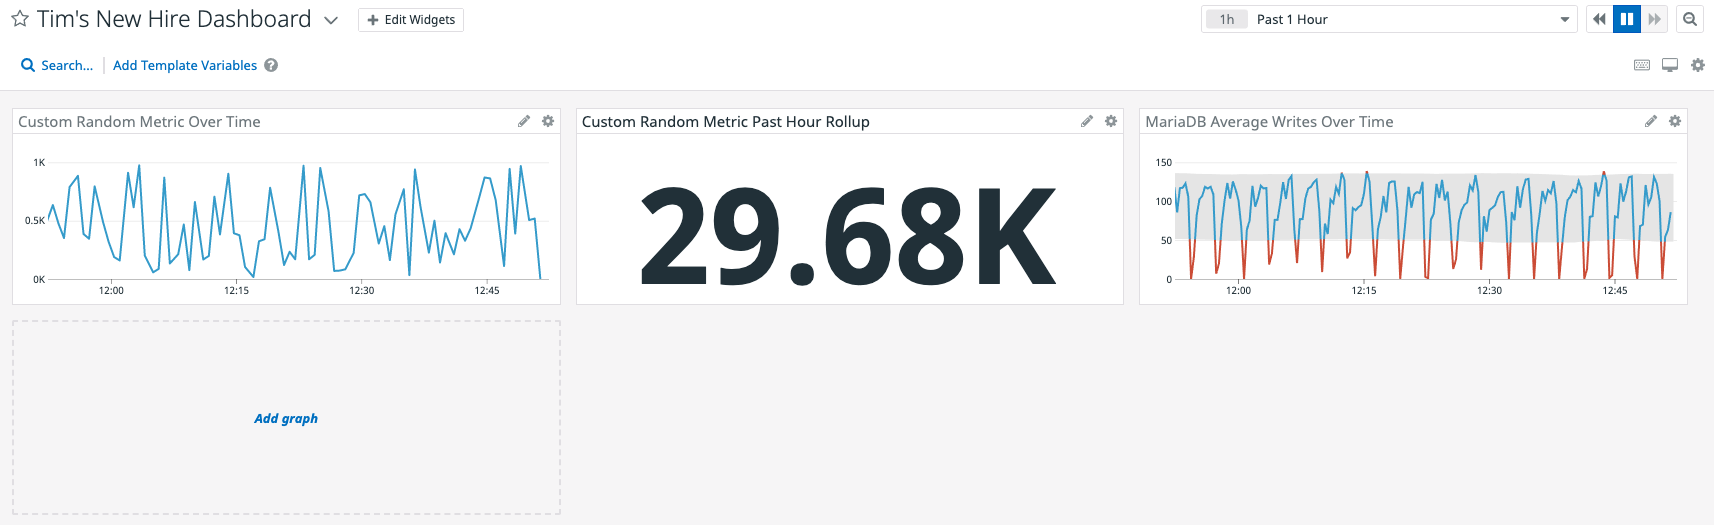 Tim's New Hire Dashboard
Edit Widgets
1h Past 1 Hour
Search...
Add Template Variables
?
Custom Random Metric Over Time
1K
0.5K
0K
12:00 12:15 12:30 12:45
Custom Random Metric Past Hour Rollup
29.68K
MariaDB Average Writes Over Time
150
100
50
0
12:00 12:15 12:30 12:45
Add graph